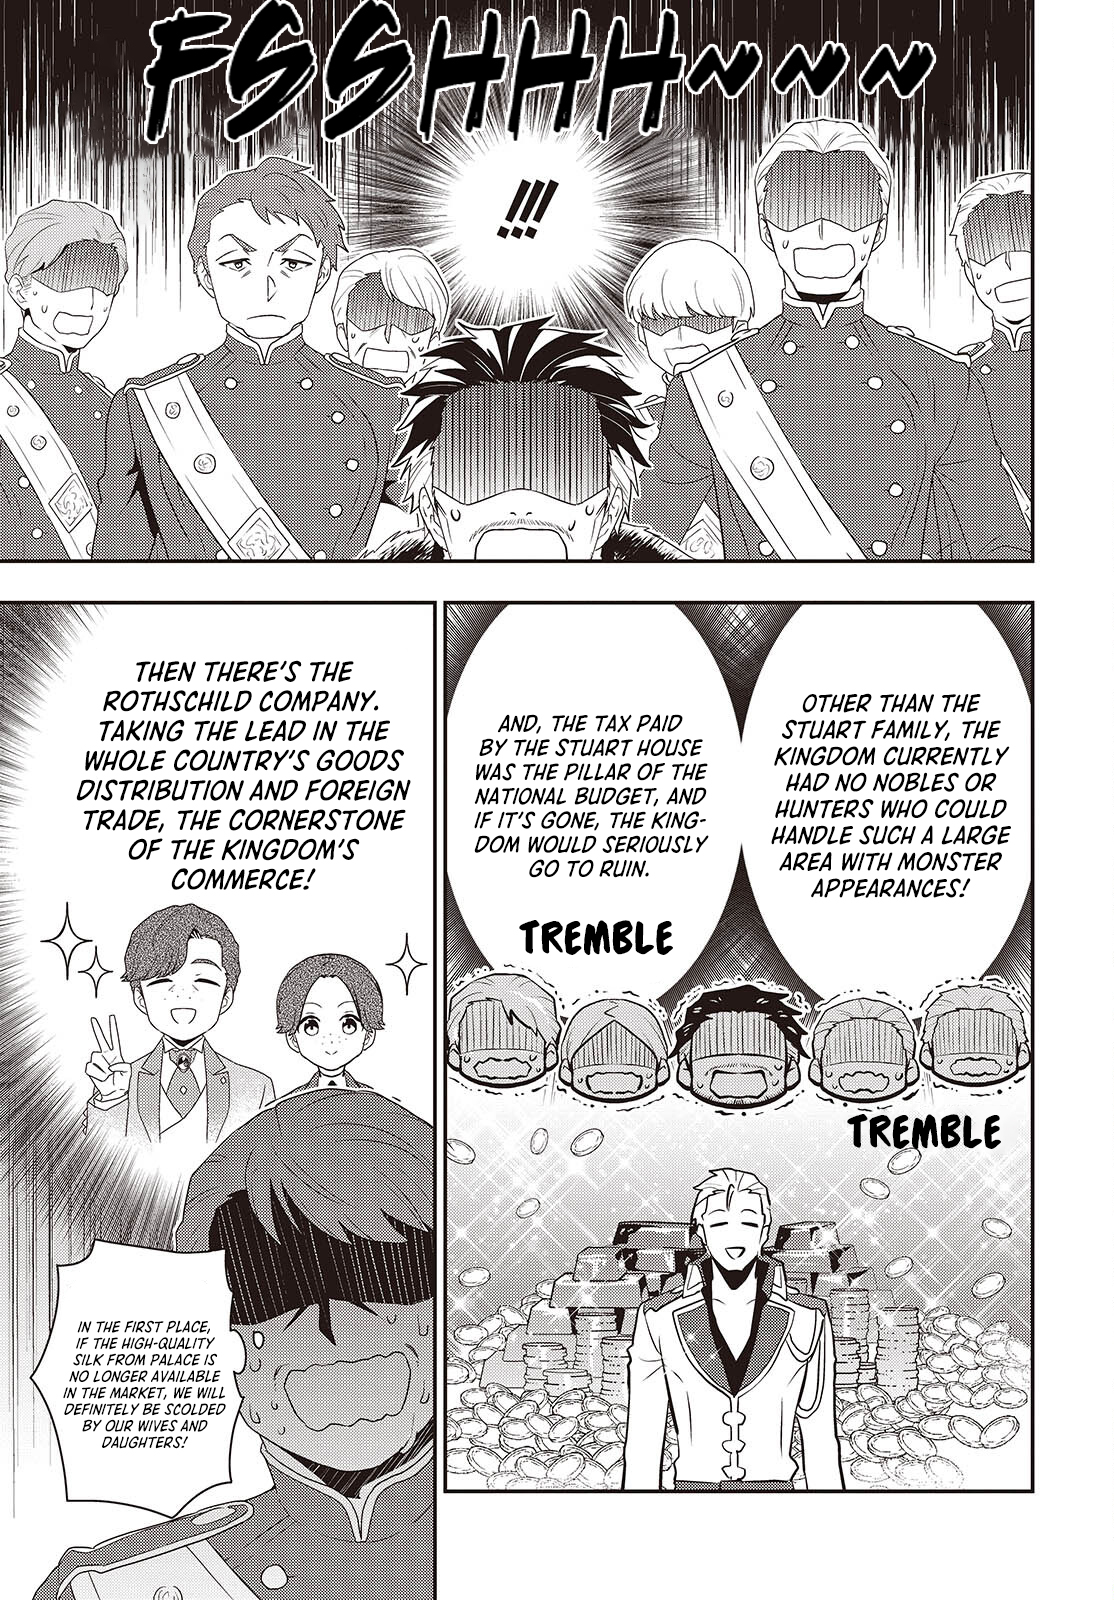 FSSHHH~~~
!!!
OTHER THAN THE
STUART FAMILY, THE
KINGDOM CURRENTLY
HAD NO NOBLES OR
HUNTERS WHO COULD
HANDLE SUCH A LARGE
AREA WITH MONSTER
APPEARANCES!
AND, THE TAX PAID
BY THE STUART HOUSE
WAS THE PILLAR OF THE
NATIONAL BUDGET, AND
IF IT'S GONE, THE KING-
DOM WOULD SERIOUSLY
GO TO RUIN.
TREMBLE
TREMBLE
THEN THERE'S THE
ROTHSCHILD COMPANY.
TAKING THE LEAD IN THE
WHOLE COUNTRY'S GOODS
DISTRIBUTION AND FOREIGN
TRADE, THE CORNERSTONE
OF THE KINGDOM'S
COMMERCE!
IN THE FIRST PLACE,
IF THE HIGH-QUALITY
SILK FROM PALACE IS
NO LONGER AVAILABLE
IN THE MARKET, WE WILL
DEFINITELY BE SCOLDED
BY OUR WIVES AND
DAUGHTERS!